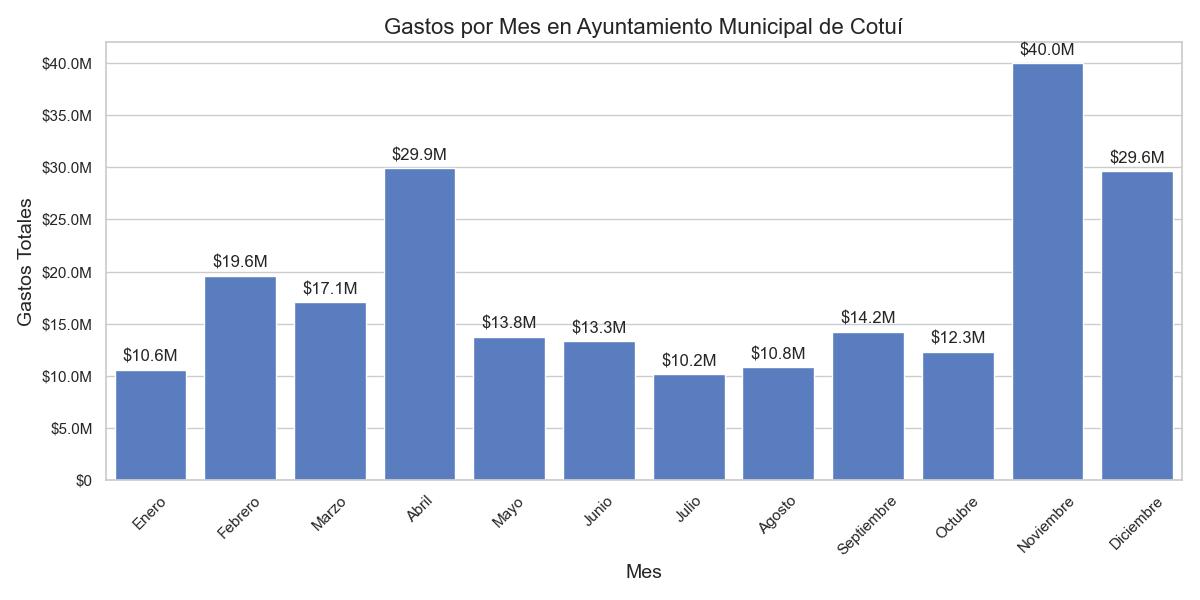 Gastos por Mes en Ayuntamiento Municipal de Cotuí
Gastos Totales
$40.0M
$35.0M
$30.0M
$25.0M
$20.0M
$15.0M
$10.0M
$5.0M
$0
$10.6M
$19.6M
$17.1M
$29.9M
$13.8M
$13.3M
$10.2M
$10.8M
$14.2M
$12.3M
$40.0M
$29.6M
Enero
Febrero
Marzo
Abril
Mayo
Junio
Julio
Agosto
Septiembre
Octubre
Noviembre
Diciembre
Mes